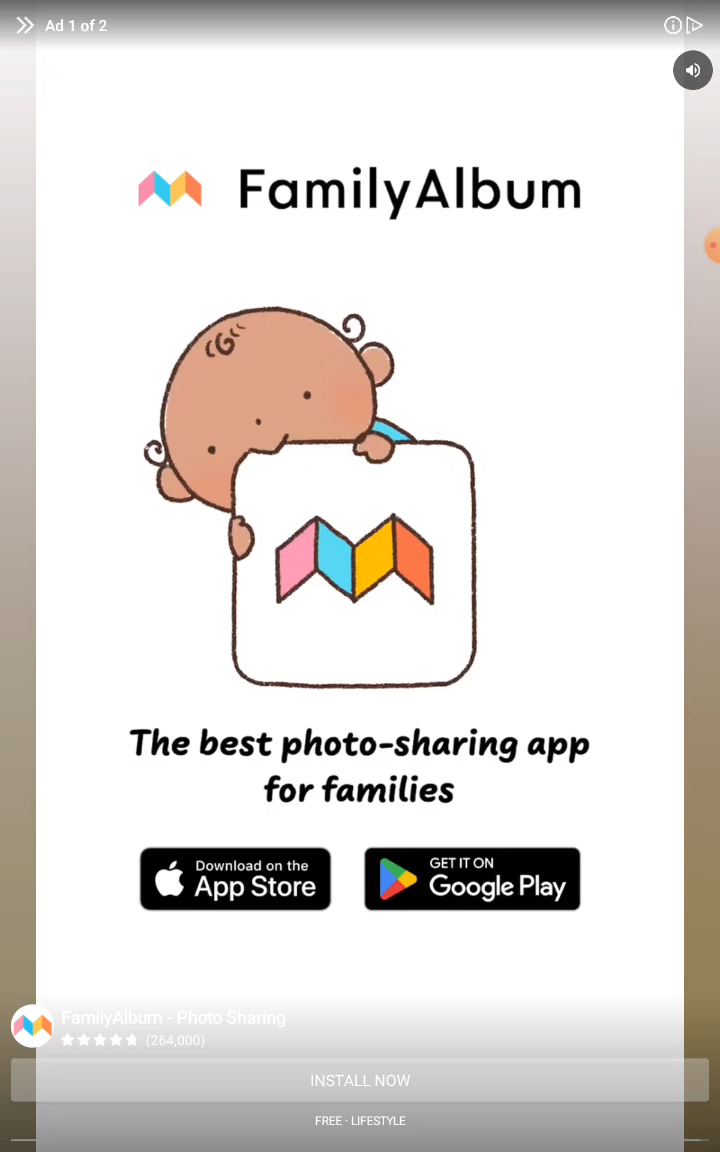 Ad 1 of 2
FamilyAlbum
The best photo-sharing app
for families
Download on the
App Store
GET IT ON
Google Play
FamilyAlbum - Photo Sharing
(264,000)
INSTALL NOW
FREE · LIFESTYLE